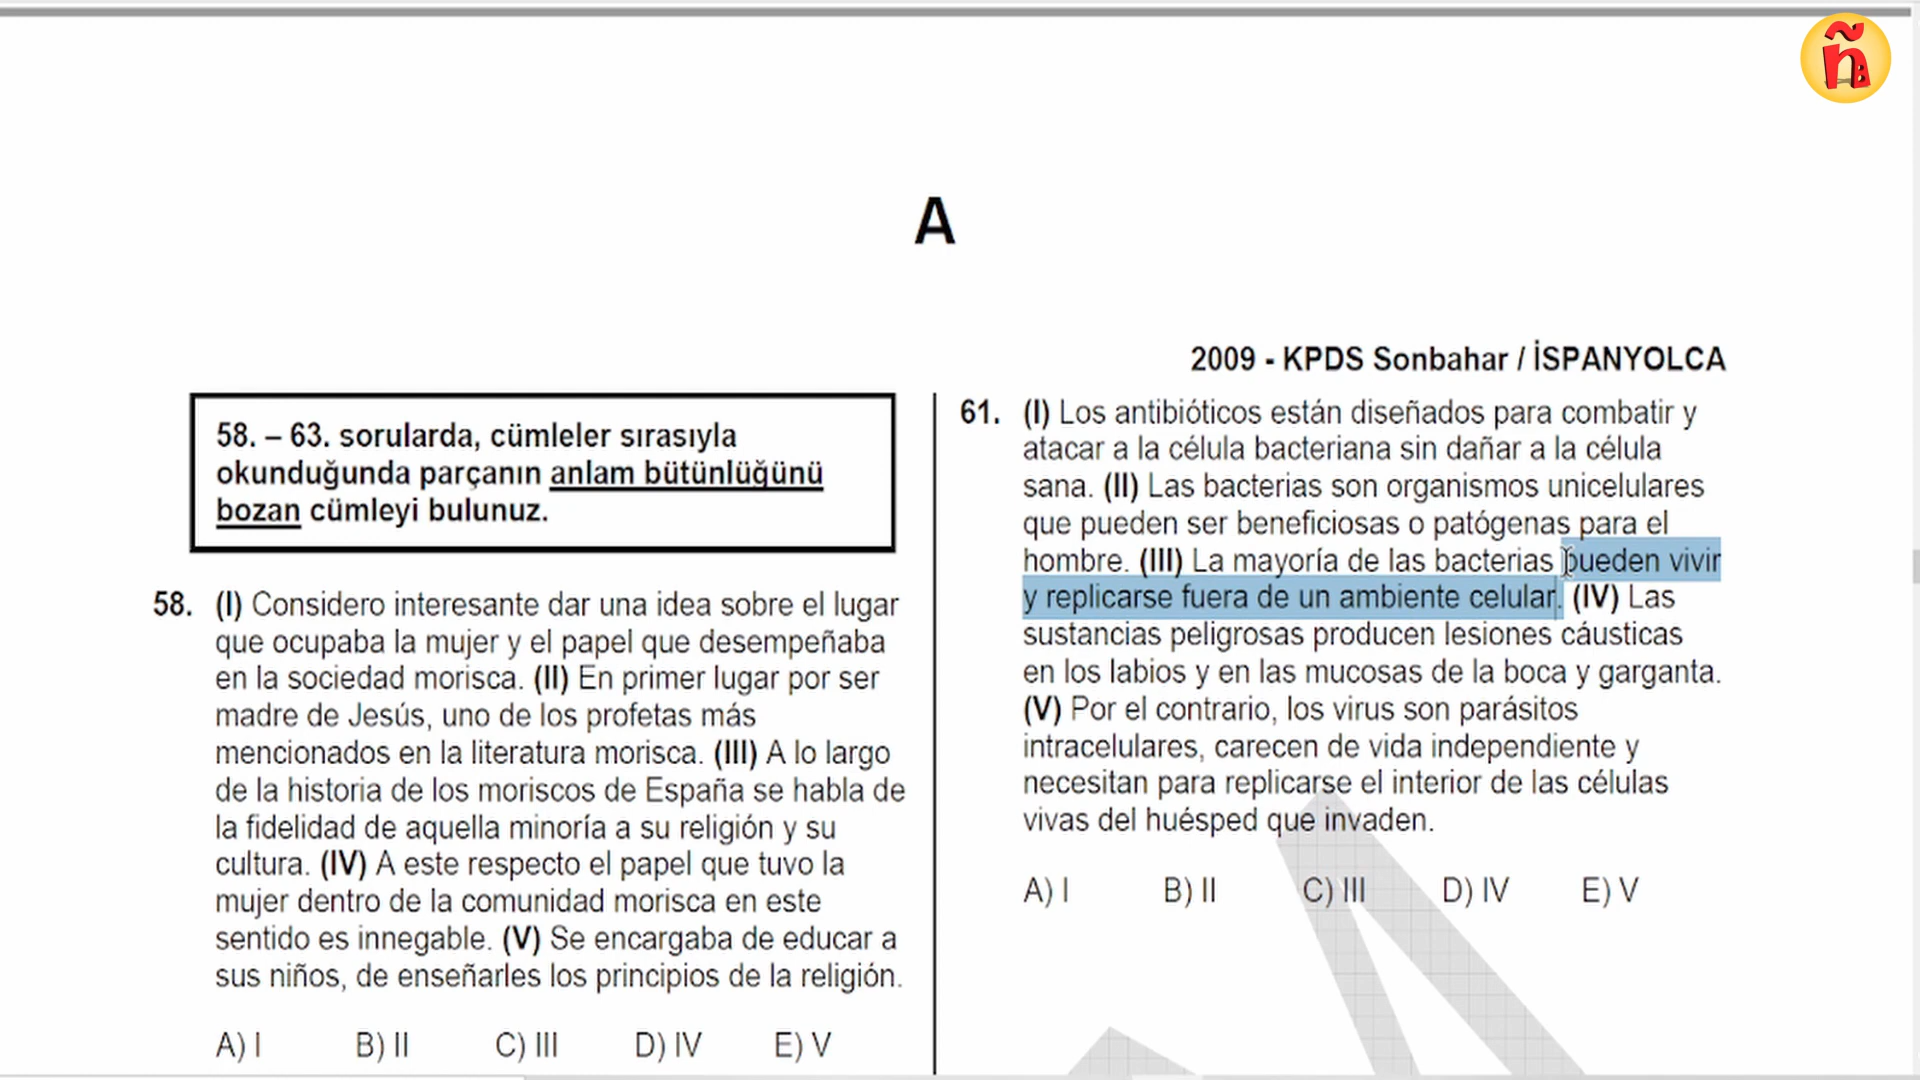 ñ
A
2009 - KPDS Sonbahar / İSPANYOLCA
58. – 63. sorularda, cümleler sırasıyla
okunduğunda parçanın anlam bütünlüğünü
bozan cümleyi bulunuz.
58. (I) Considero interesante dar una idea sobre el lugar
que ocupaba la mujer y el papel que desempeñaba
en la sociedad morisca. (II) En primer lugar por ser
madre de Jesús, uno de los profetas más
mencionados en la literatura morisca. (III) A lo largo
de la historia de los moriscos de España se habla de
la fidelidad de aquella minoría a su religión y su
cultura. (IV) A este respecto el papel que tuvo la
mujer dentro de la comunidad morisca en este
sentido es innegable. (V) Se encargaba de educar a
sus niños, de enseñarles los principios de la religión.
A) I B) II C) III D) IV E) V
61. (I) Los antibióticos están diseñados para combatir y
atacar a la célula bacteriana sin dañar a la célula
sana. (II) Las bacterias son organismos unicelulares
que pueden ser beneficiosas o patógenas para el
hombre. (III) La mayoría de las bacterias pueden vivir
y replicarse fuera de un ambiente celular. (IV) Las
sustancias peligrosas producen lesiones cáusticas
en los labios y en las mucosas de la boca y garganta.
(V) Por el contrario, los virus son parásitos
intracelulares, carecen de vida independiente y
necesitan para replicarse el interior de las células
vivas del huésped que invaden.
A) I B) II C) III D) IV E) V